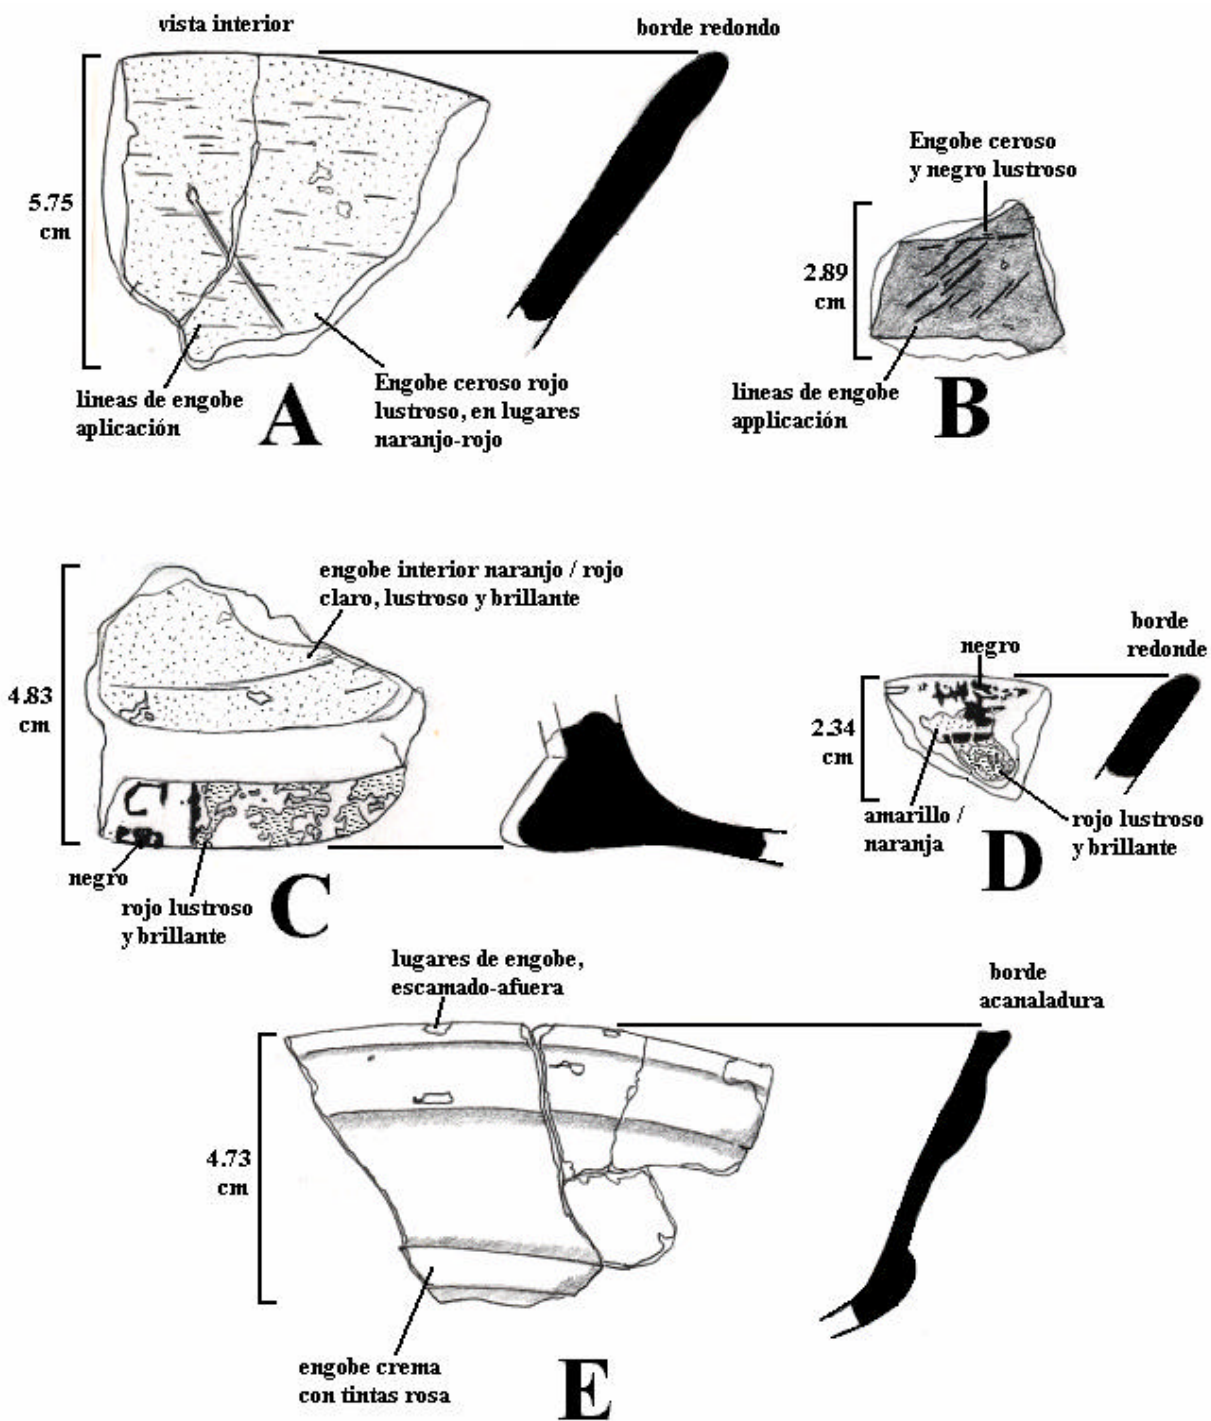 vista interior
borde redondo
5.75
cm
lineas de engobe
aplicación
A
Engobe ceroso rojo
lustroso, en lugares
naranjo-rojo
Engobe ceroso
y negro lustroso
2.89
cm
lineas de engobe
applicación
B
engobe interior naranjo / rojo
claro, lustroso y brillante
4.83
cm
negro
rojo lustroso
y brillante
C
borde
redonde
negro
2.34
cm
amarillo /
naranja
D
rojo lustroso
y brillante
lugares de engobe,
escamado-afuera
borde
acanaladura
4.73
cm
engobe crema
con tintas rosa
E